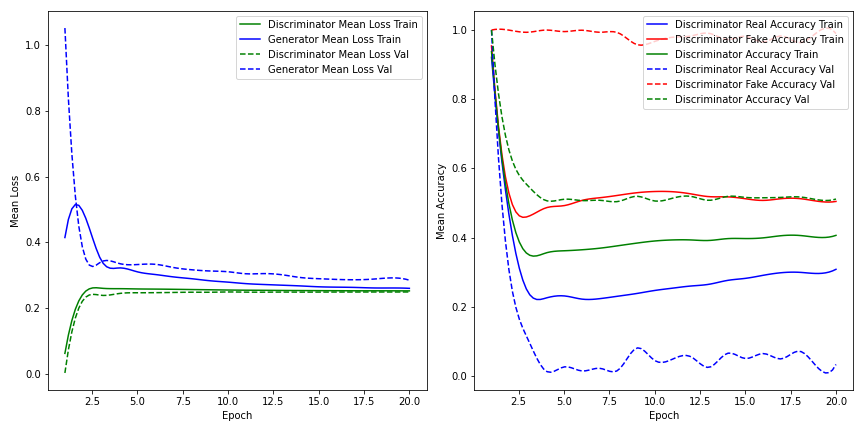 Discriminator Mean Loss Train
Generator Mean Loss Train
Discriminator Mean Loss Val
Generator Mean Loss Val
1.0
0.8
0.6
0.4
0.2
0.0
Mean Loss
2.5 5.0 7.5 10.0 12.5 15.0 17.5 20.0
Epoch
Discriminator Real Accuracy Train
Discriminator Fake Accuracy Train
Discriminator Accuracy Train
Discriminator Real Accuracy Val
Discriminator Fake Accuracy Val
Discriminator Accuracy Val
1.0
0.8
0.6
0.4
0.2
0.0
Mean Accuracy
2.5 5.0 7.5 10.0 12.5 15.0 17.5 20.0
Epoch